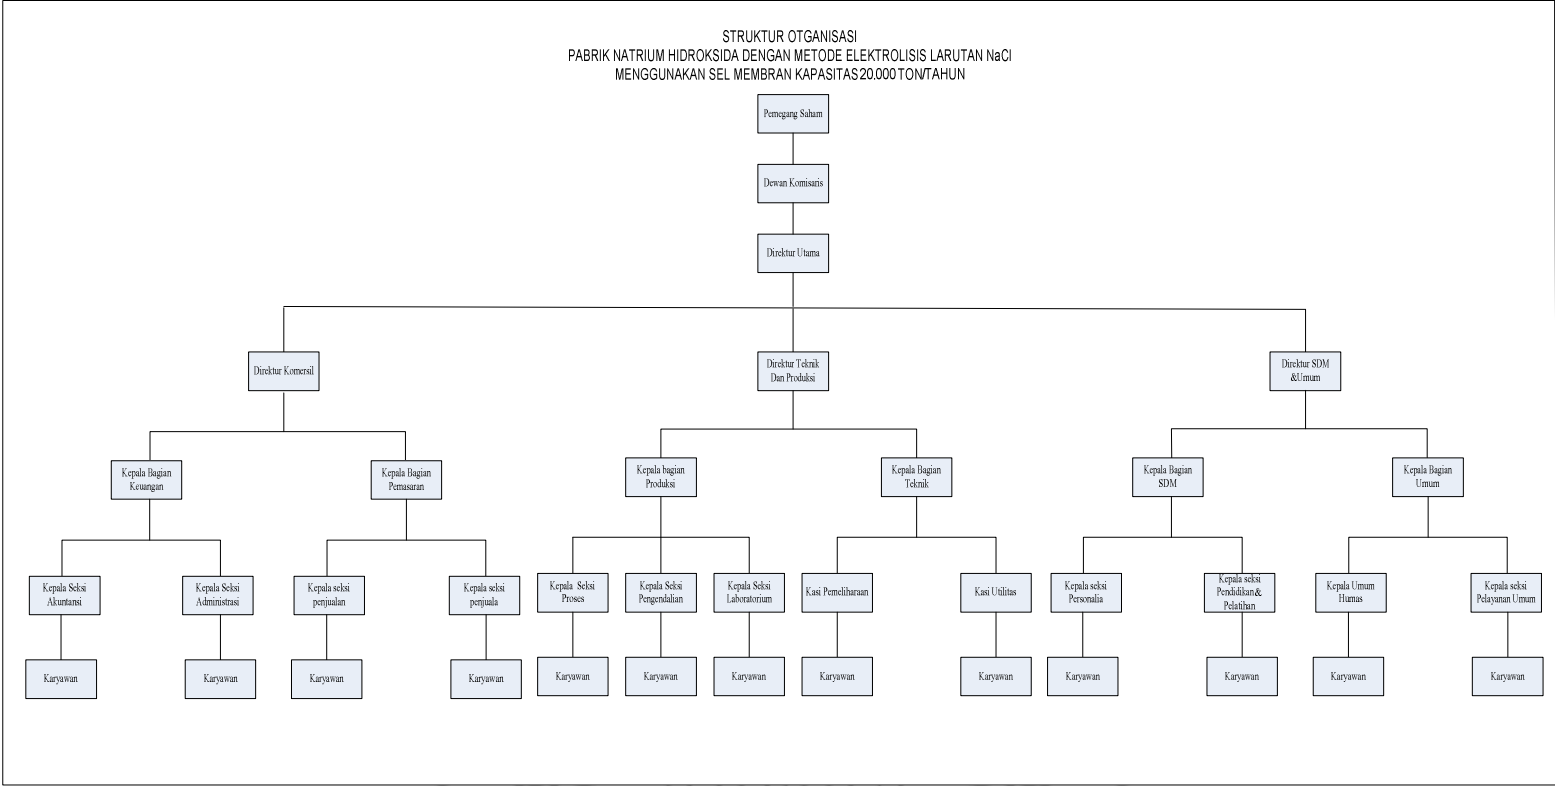 STRUKTUR OTGANISASI
PABRIK NATRIUM HIDROKSIDA DENGAN METODE ELEKTROLISIS LARUTAN NaCl
MENGGUNAKAN SEL MEMBRAN KAPASITAS 20.000 TON/TAHUN
Pemegang Saham
Dewan Komisaris
Direktur Utama
Direktur Komersil
Direktur Teknik
Dan Produksi
Direktur SDM
&Umum
Kepala Bagian
Keuangan
Kepala Bagian
Pemasaran
Kepala bagian
Produksi
Kepala Bagian
Teknik
Kepala Bagian
SDM
Kepala Bagian
Umum
Kepala Seksi
Akuntansi
Kepala Seksi
Administrasi
Kepala seksi
penjualan
Kepala seksi
penjuala
Kepala Seksi
Proses
Kepala Seksi
Pengendalian
Kepala Seksi
Laboratorium
Kasi Pemeliharaan
Kasi Utilitas
Kepala seksi
Personalia
Kepala seksi
Pendidikan&
Pelatihan
Kepala Umum
Humas
Kepala seksi
Pelayanan Umum
Karyawan
Karyawan
Karyawan
Karyawan
Karyawan
Karyawan
Karyawan
Karyawan
Karyawan
Karyawan
Karyawan
Karyawan
Karyawan